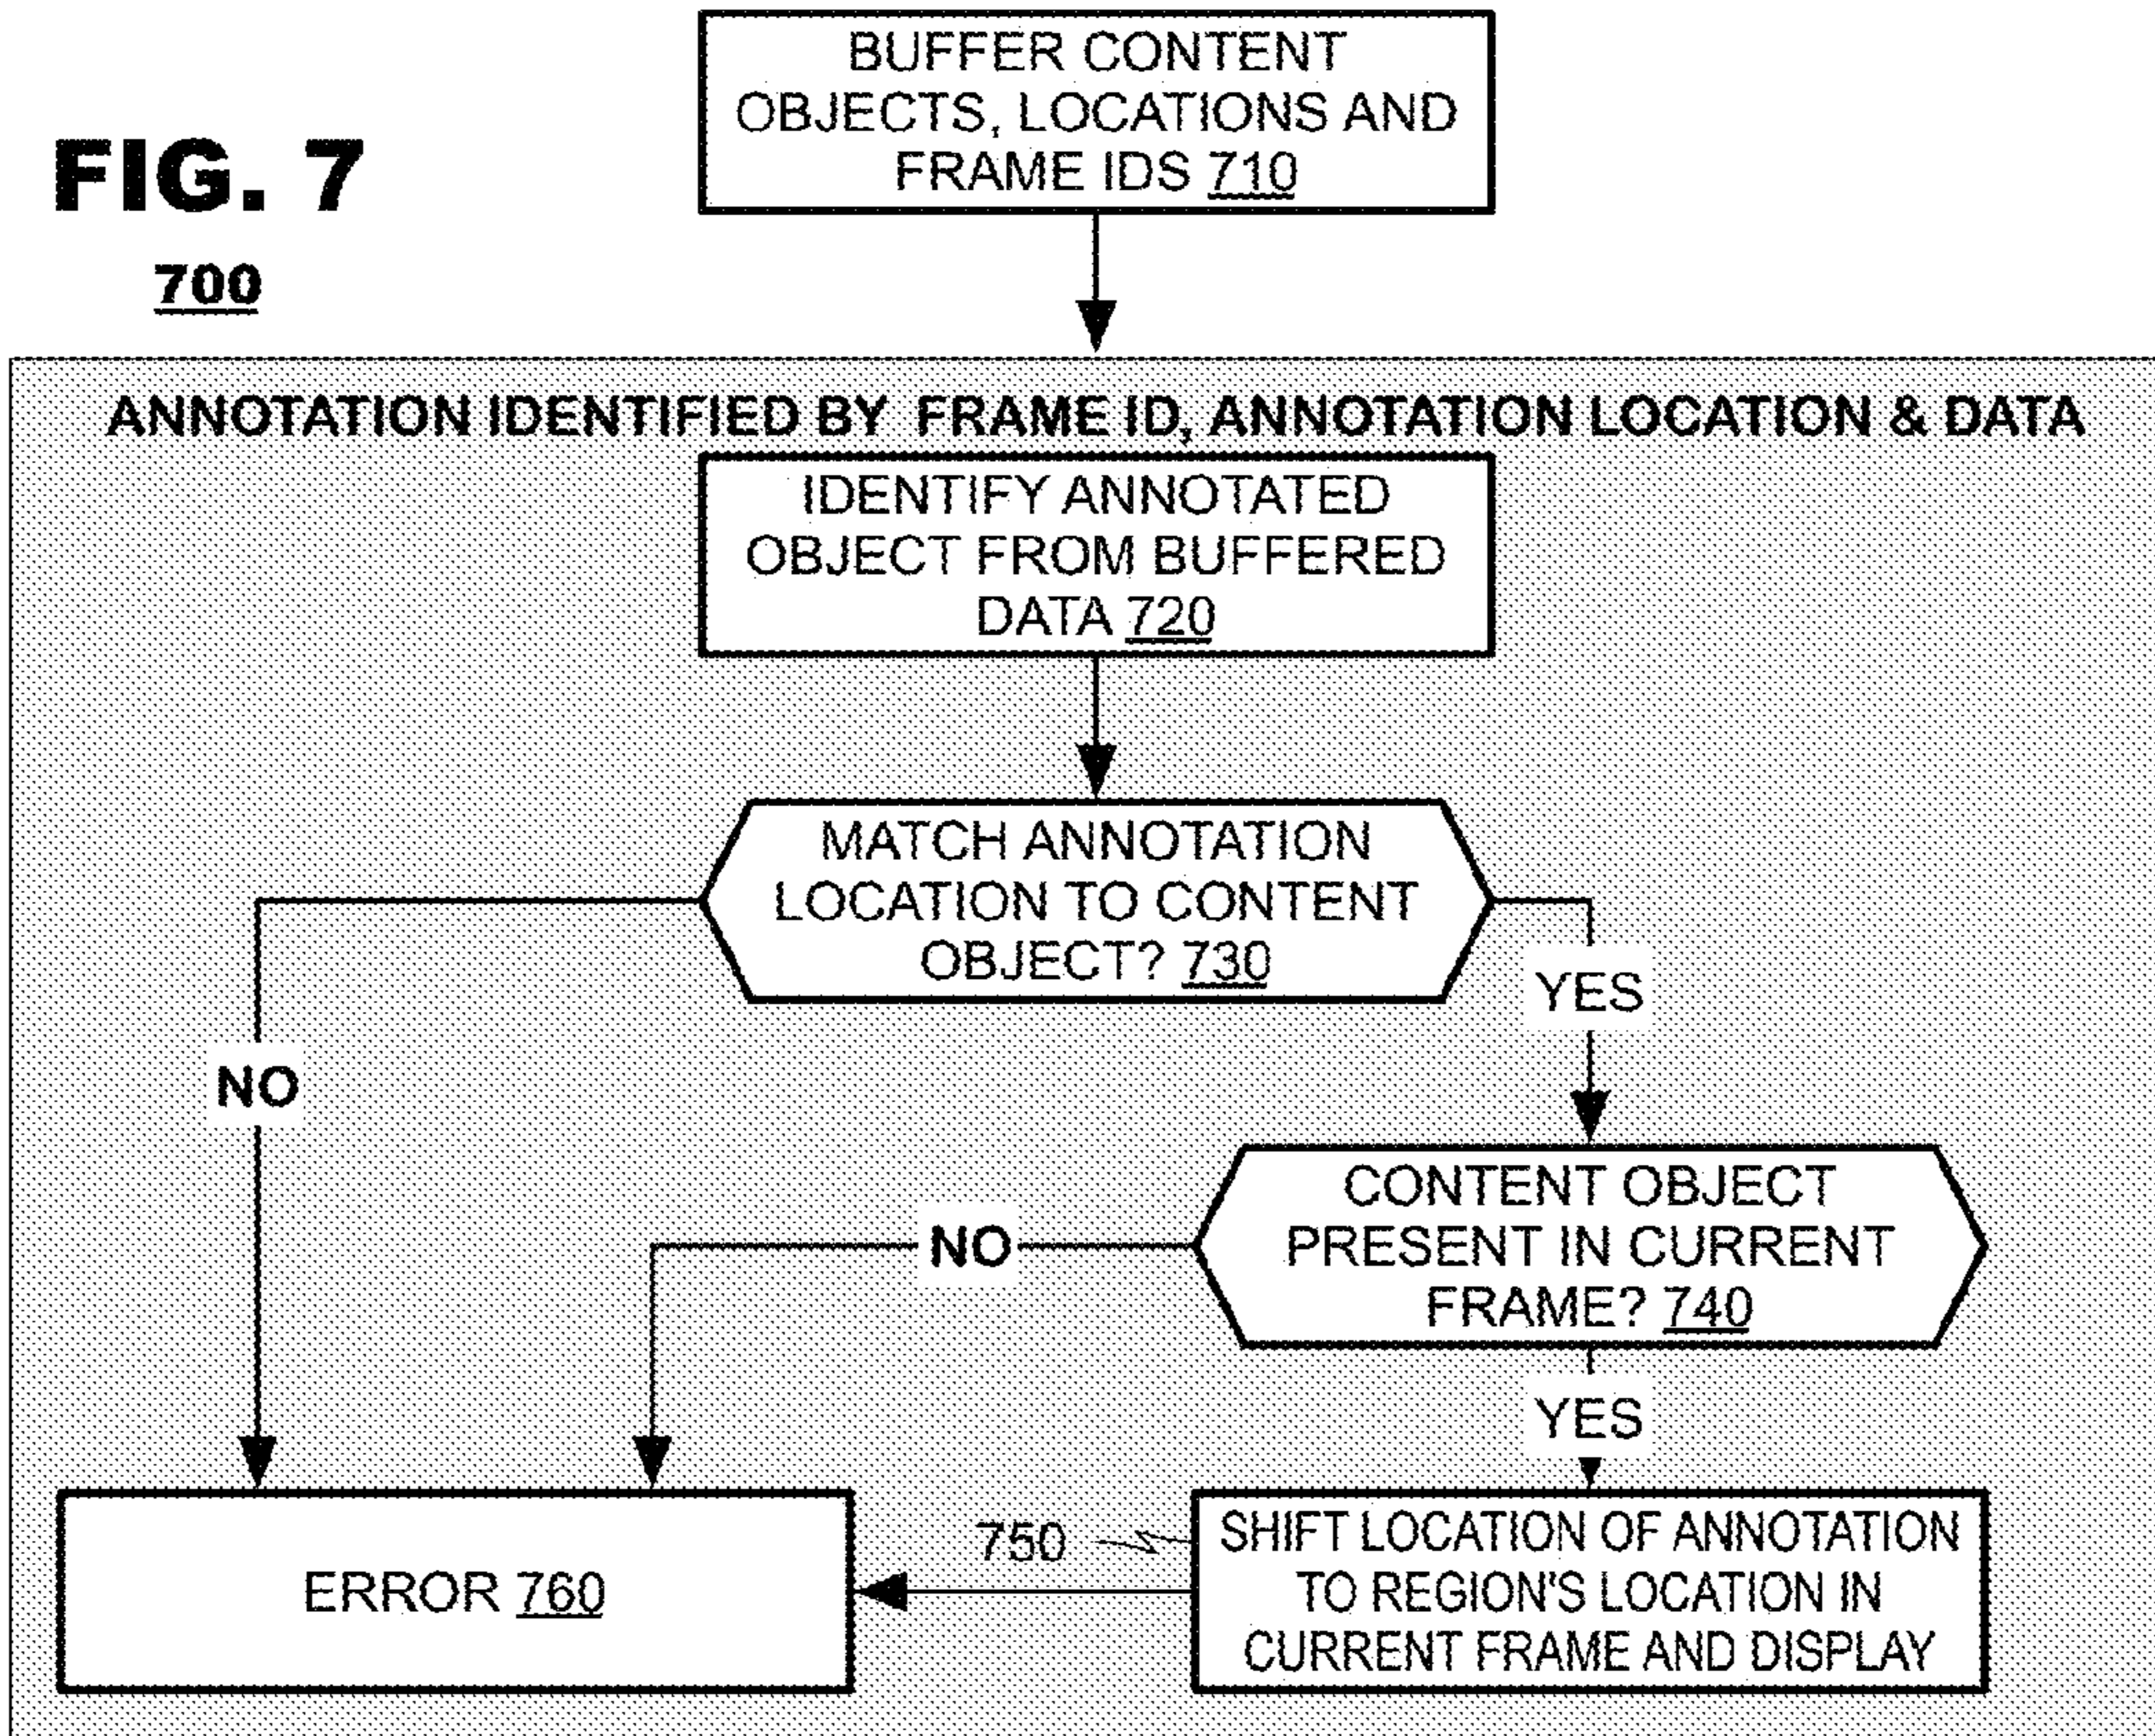 FIG. 7
700
BUFFER CONTENT
OBJECTS, LOCATIONS AND
FRAME IDS 710
ANNOTATION IDENTIFIED BY FRAME ID, ANNOTATION LOCATION & DATA
IDENTIFY ANNOTATED
OBJECT FROM BUFFERED
DATA 720
MATCH ANNOTATION
LOCATION TO CONTENT
OBJECT? 730
YES
NO
CONTENT OBJECT
PRESENT IN CURRENT
FRAME? 740
NO
YES
750
SHIFT LOCATION OF ANNOTATION
TO REGION'S LOCATION IN
CURRENT FRAME AND DISPLAY
ERROR 760